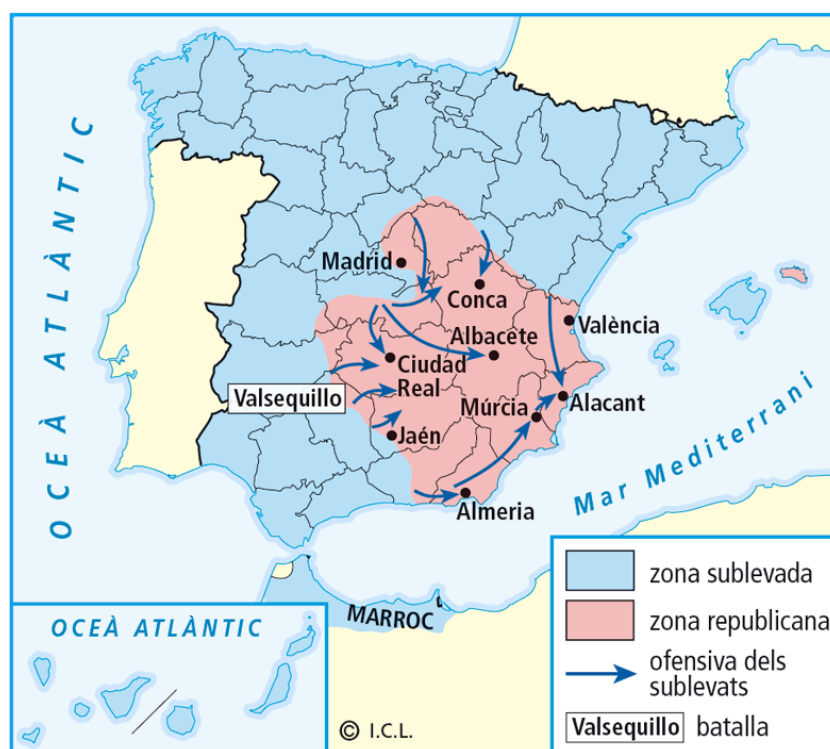 OCEÀ ATLÀNTIC
Madrid
Conca
València
Albacete
Ciudad
Real
Valsequillo
Múrcia
Alacant
Jaén
Almeria
Mar Mediterrani
MARROC
OCEÀ ATLÀNTIC
© I.C.L.
zona sublevada
zona republicana
ofensiva dels
sublevats
Valsequillo batalla